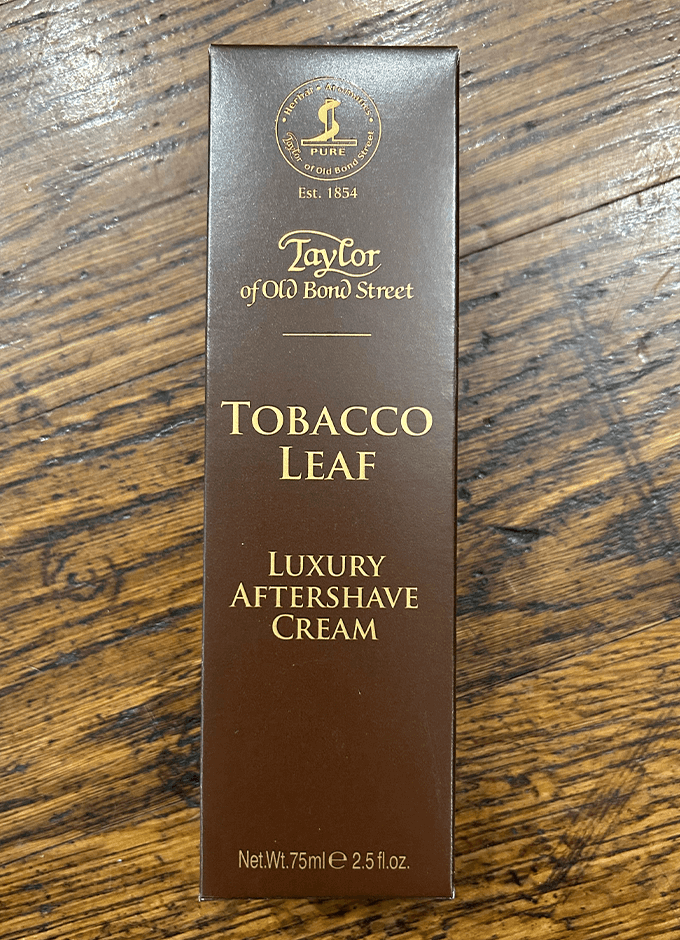 Herbal • Aromatics
PURE
Taylor of Old Bond Street
Est. 1854
Taylor
of Old Bond Street
TOBACCO
LEAF
LUXURY
AFTERSHAVE
CREAM
Net.Wt.75ml ℮ 2.5 fl.oz.